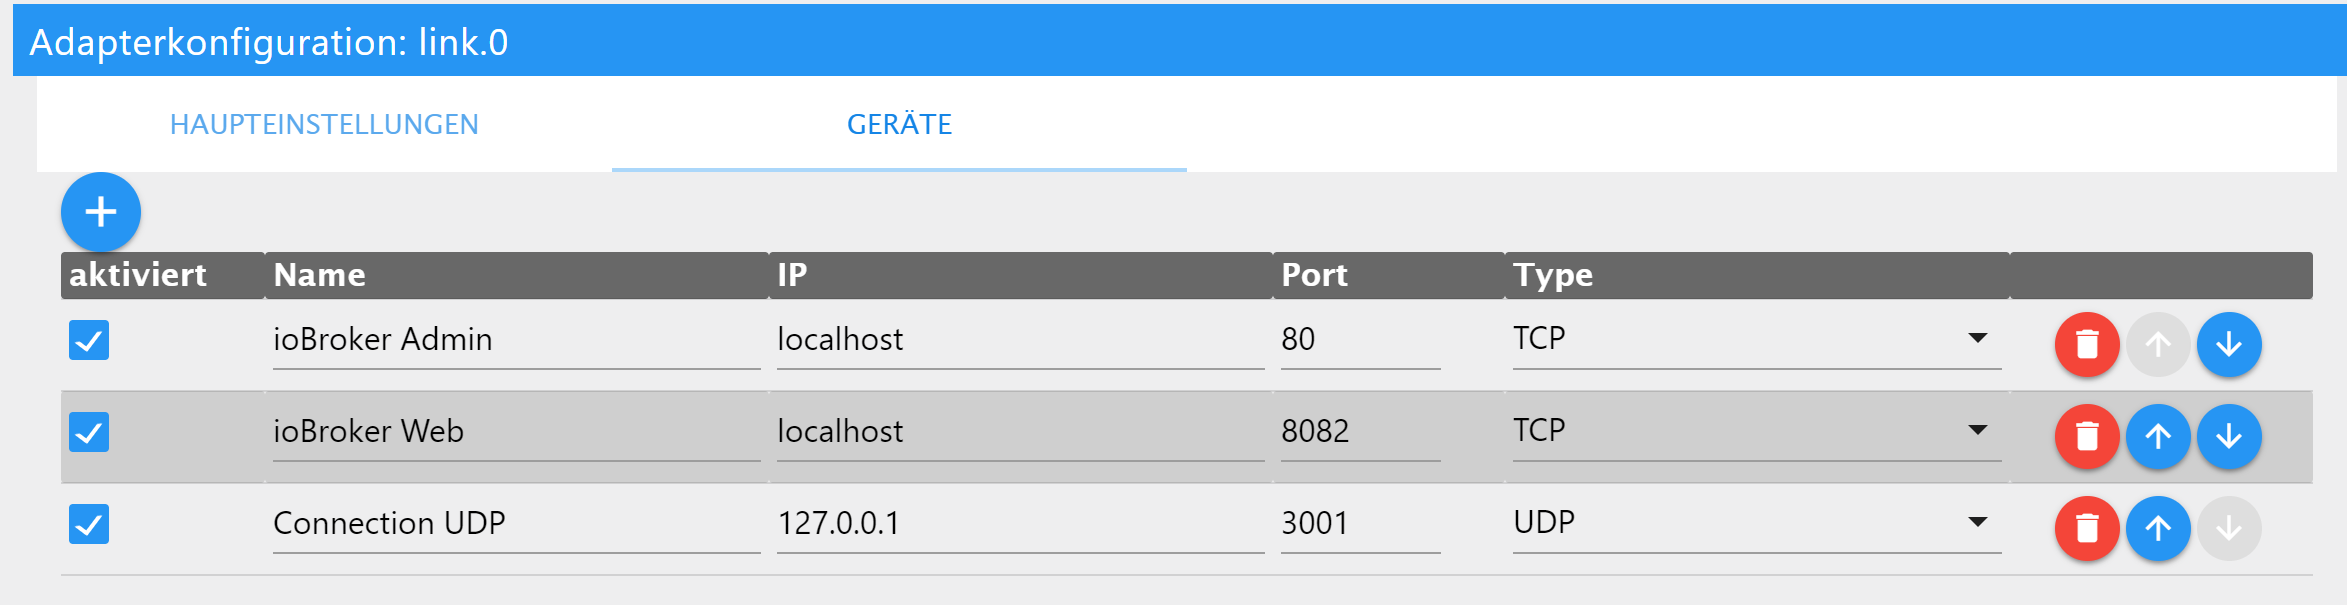 Adapterkonfiguration: link.0
HAUPTEINSTELLUNGEN GERÄTE
aktiviert Name IP Port Type
ioBroker Admin localhost 80 TCP
ioBroker Web localhost 8082 TCP
Connection UDP 127.0.0.1 3001 UDP